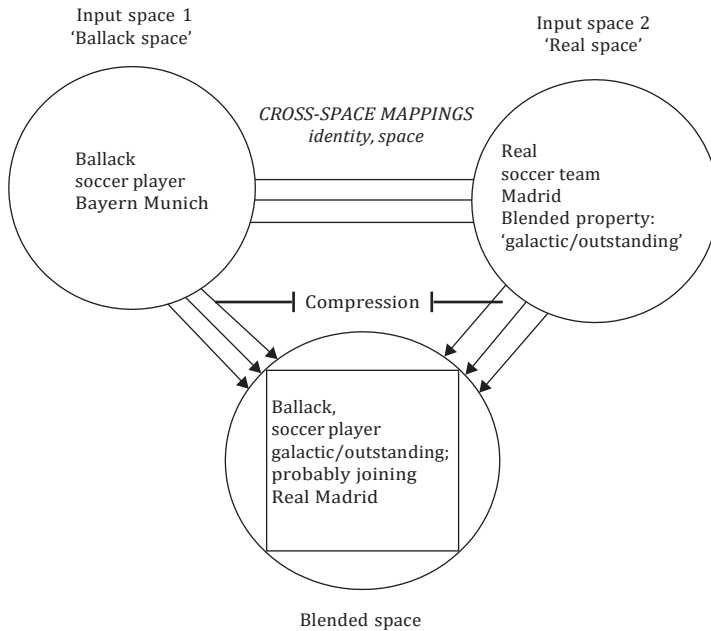 Input space 1
‘Ballack space’
Input space 2
‘Real space’
CROSS-SPACE MAPPINGS
identity, space
Ballack
soccer player
Bayern Munich
Real
soccer team
Madrid
Blended property:
‘galactic/outstanding’
Compression
Ballack,
soccer player
galactic/outstanding;
probably joining
Real Madrid
Blended space